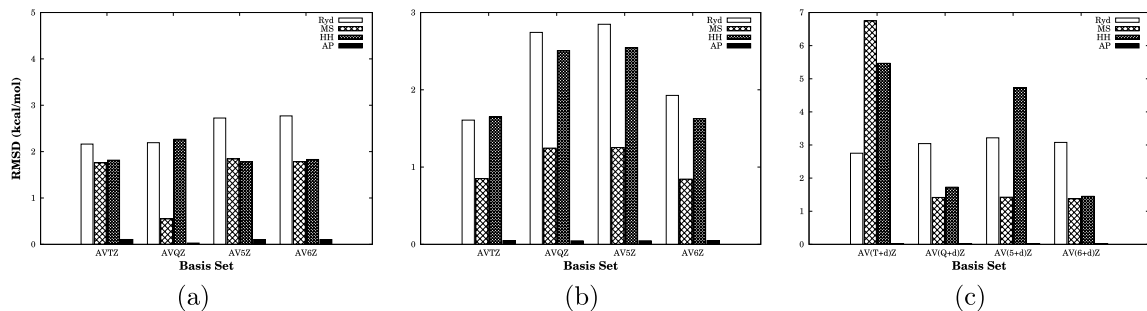 RMSD (kcal/mol)
5
4
3
2
1
0
Ryd
MS
HH
AP
AVTZ AVQZ AV5Z AV6Z
Basis Set
(a)
3
2
1
0
Ryd
MS
HH
AP
AVTZ AVQZ AV5Z AV6Z
Basis Set
(b)
7
6
5
4
3
2
1
0
Ryd
MS
HH
AP
AV(T+d)Z AV(Q+d)Z AV(5+d)Z AV(6+d)Z
Basis Set
(c)